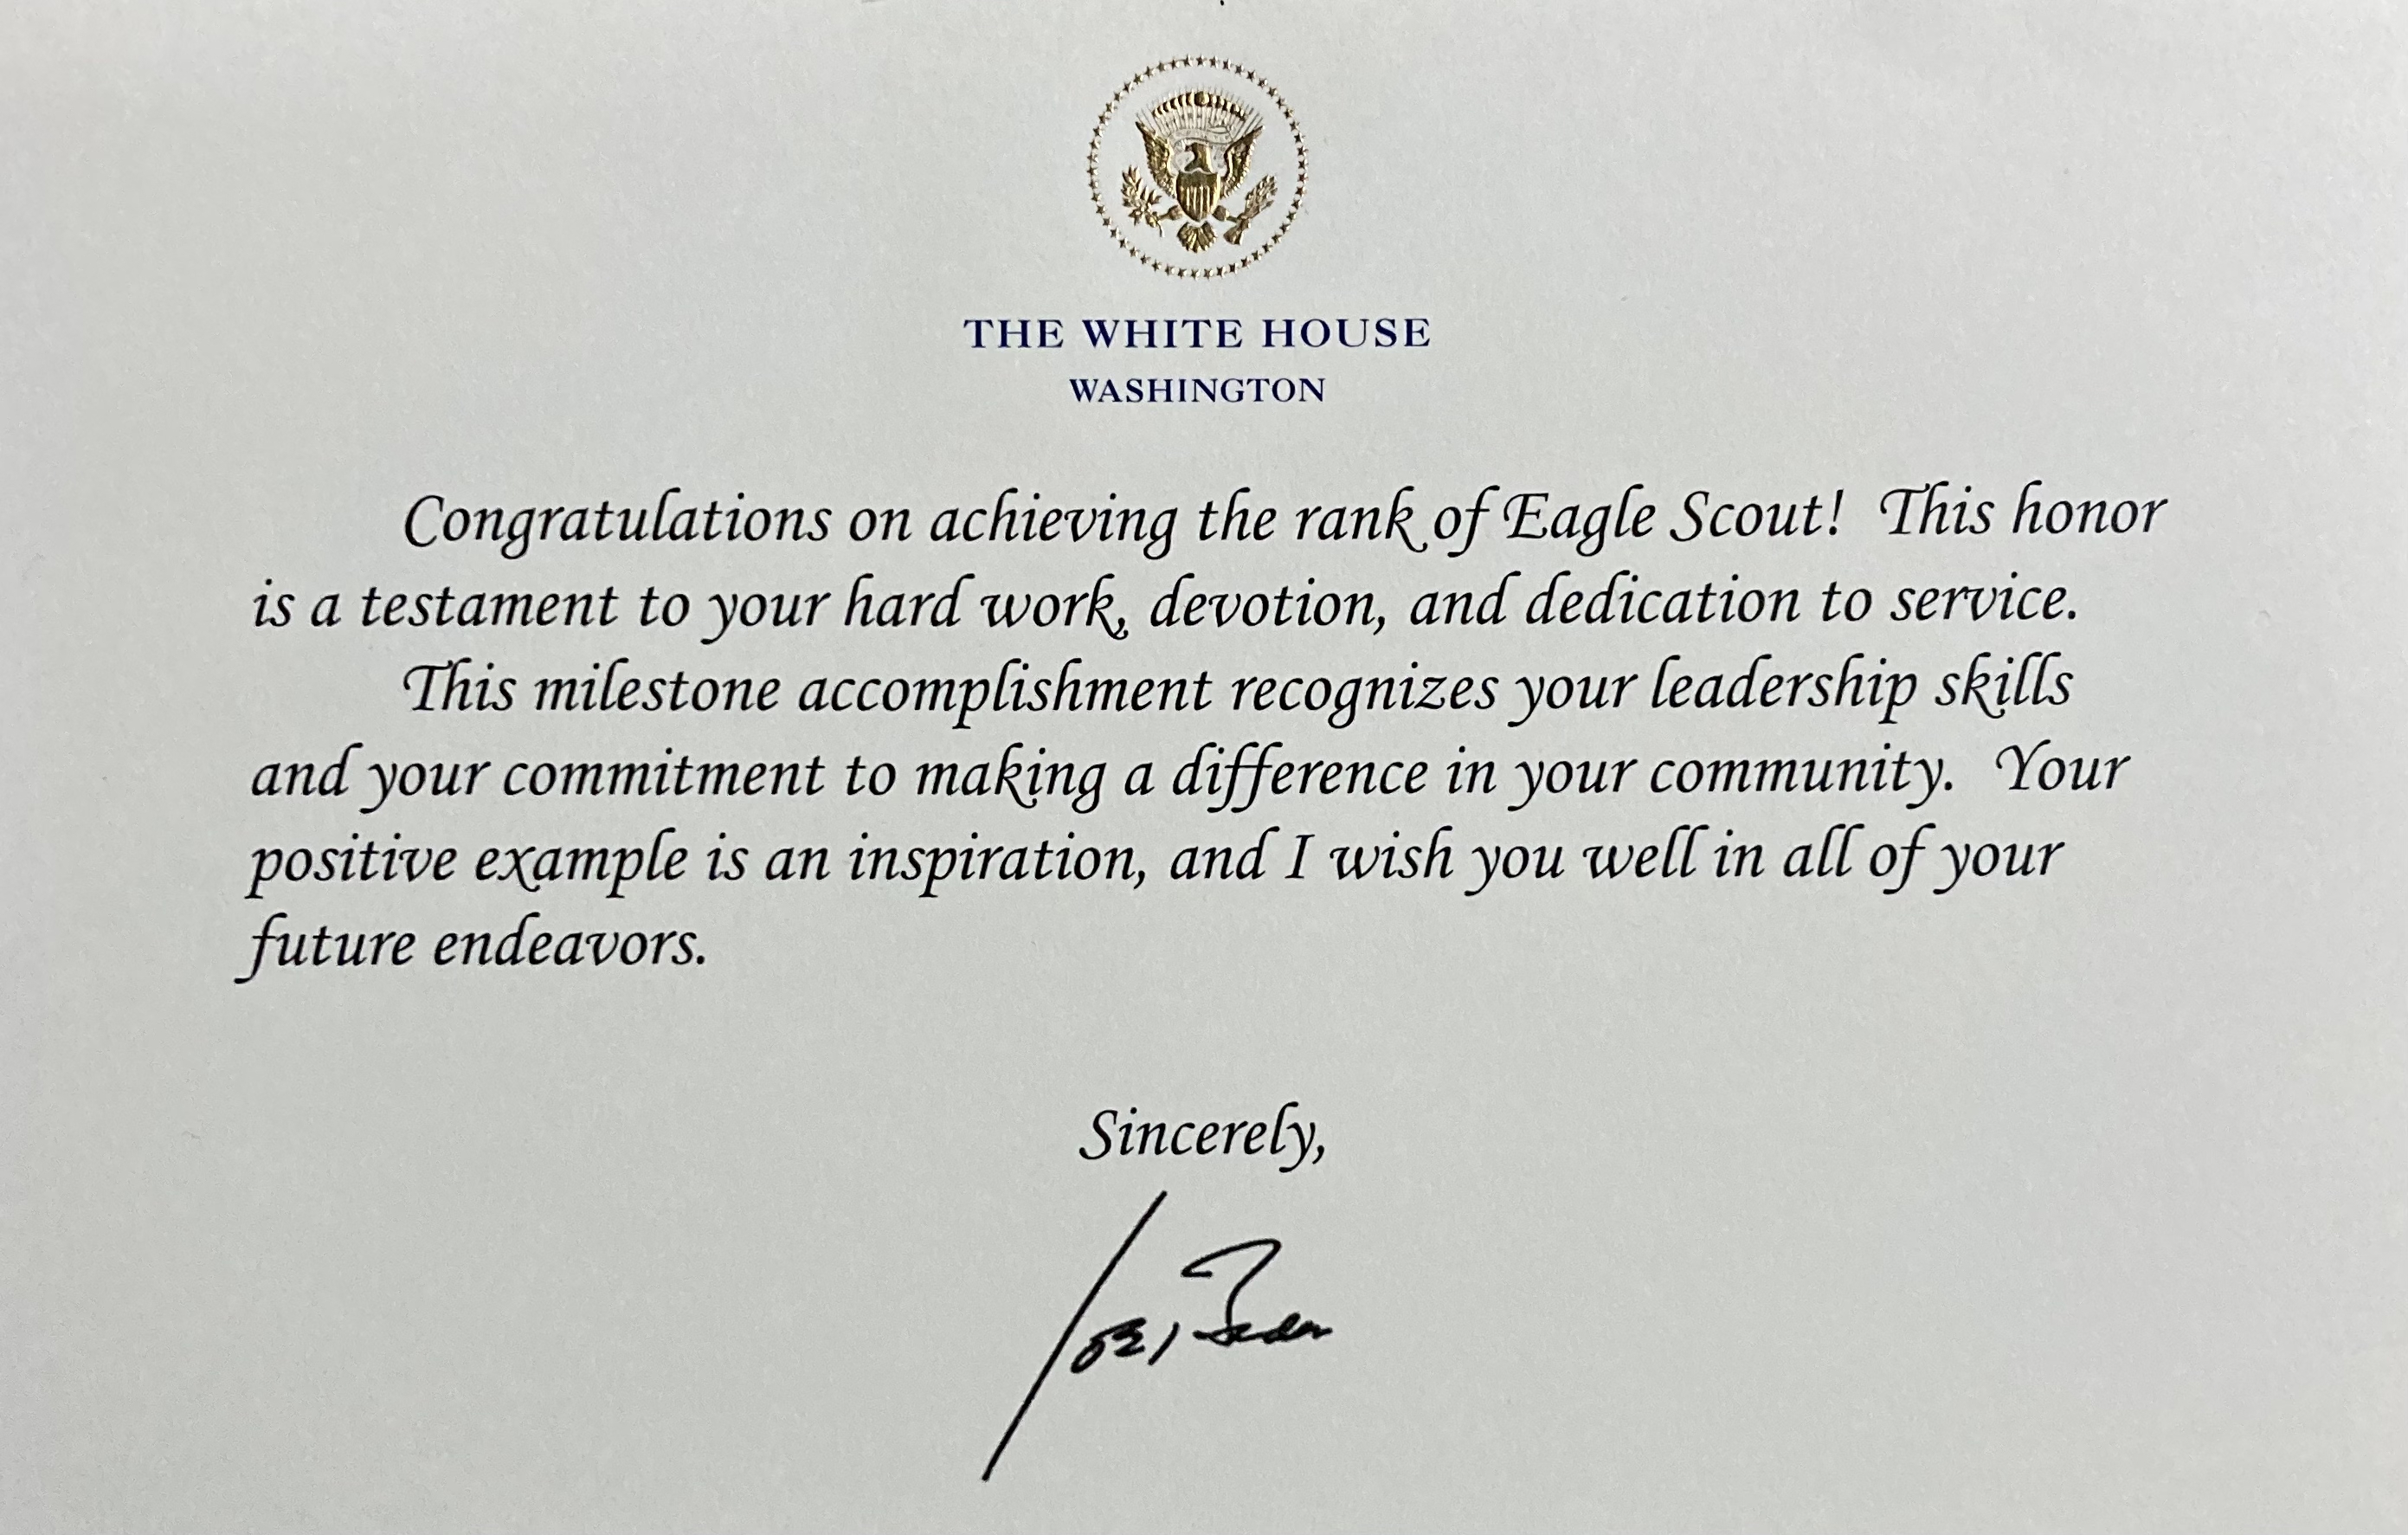 THE WHITE HOUSE
WASHINGTON
Congratulations on achieving the rank of Eagle Scout! This honor
is a testament to your hard work, devotion, and dedication to service.
This milestone accomplishment recognizes your leadership skills
and your commitment to making a difference in your community. Your
positive example is an inspiration, and I wish you well in all of your
future endeavors.
Sincerely,